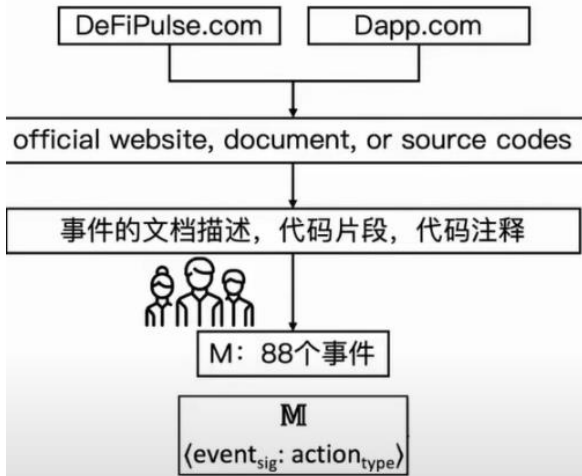 DeFiPulse.com
Dapp.com
official website, document, or source codes
事件的文档描述，代码片段，代码注释
M：88个事件
𝕄
⟨event_sig: action_type⟩